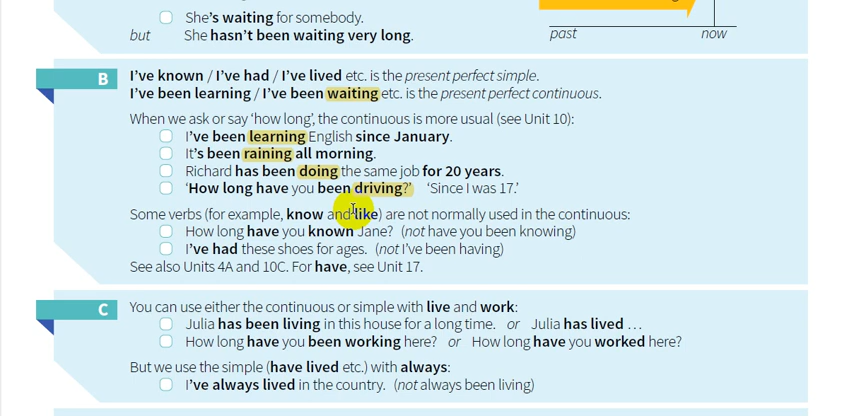 She's waiting for somebody.
but She hasn't been waiting very long.
past now
B
I've known / I've had / I've lived etc. is the present perfect simple.
I've been learning / I've been waiting etc. is the present perfect continuous.
When we ask or say 'how long', the continuous is more usual (see Unit 10):
I've been learning English since January.
It's been raining all morning.
Richard has been doing the same job for 20 years.
'How long have you been driving?' 'Since I was 17.'
Some verbs (for example, know and like) are not normally used in the continuous:
How long have you known Jane? (not have you been knowing)
I've had these shoes for ages. (not I've been having)
See also Units 4A and 10C. For have, see Unit 17.
C
You can use either the continuous or simple with live and work:
Julia has been living in this house for a long time. or Julia has lived …
How long have you been working here? or How long have you worked here?
But we use the simple (have lived etc.) with always:
I've always lived in the country. (not always been living)